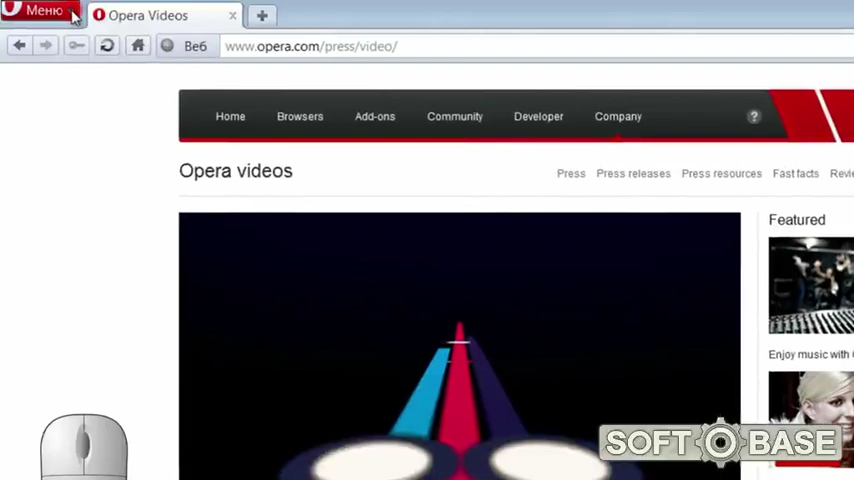 Меню
Opera Videos
Веб
www.opera.com/press/video/
Home Browsers Add-ons Community Developer Company ?
Opera videos
Press Press releases Press resources Fast facts
Featured
Enjoy music with
SOFT BASE